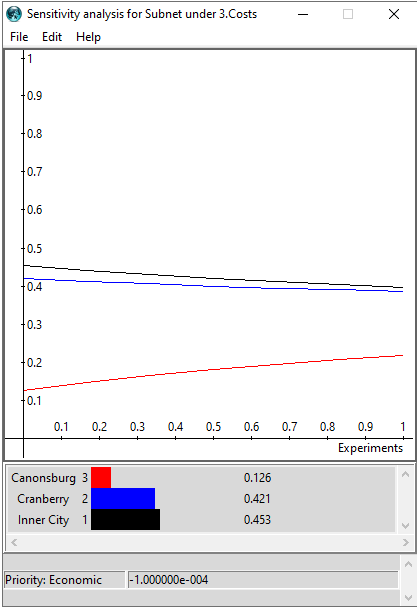 Sensitivity analysis for Subnet under 3.Costs
File Edit Help
1
0.9
0.8
0.7
0.6
0.5
0.4
0.3
0.2
0.1
0.1 0.2 0.3 0.4 0.5 0.6 0.7 0.8 0.9 1
Experiments
Canonsburg 3 0.126
Cranberry 2 0.421
Inner City 1 0.453
Priority: Economic -1.000000e-004